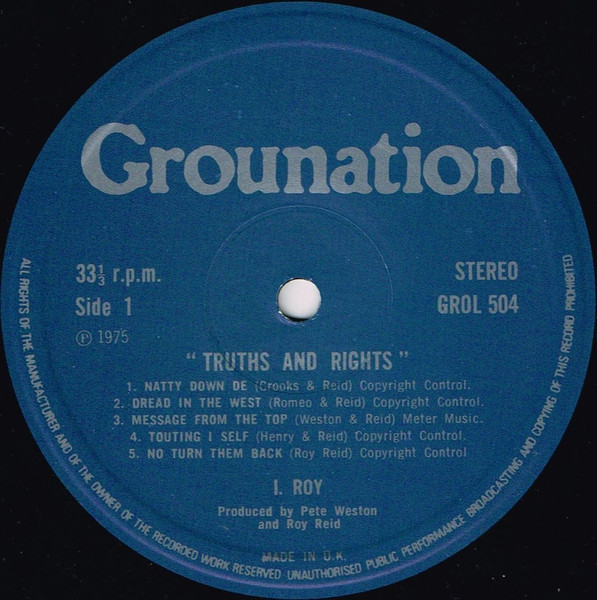 Grounation
33⅓ r.p.m.
Side 1
Ⓟ 1975
STEREO
GROL 504
"TRUTHS AND RIGHTS"
1. NATTY DOWN DE (Crooks & Reid) Copyright Control.
2. DREAD IN THE WEST (Romeo & Reid) Copyright Control.
3. MESSAGE FROM THE TOP (Weston & Reid) Meter Music.
4. TOUTING I SELF (Henry & Reid) Copyright Control.
5. NO TURN THEM BACK (Roy Reid) Copyright Control
I. ROY
Produced by Pete Weston
and Roy Reid
MADE IN U.K.
ALL RIGHTS OF THE MANUFACTURER AND OF THE OWNER OF THE RECORDED WORK RESERVED UNAUTHORISED PUBLIC PERFORMANCE BROADCASTING AND COPYING OF THIS RECORD PROHIBITED